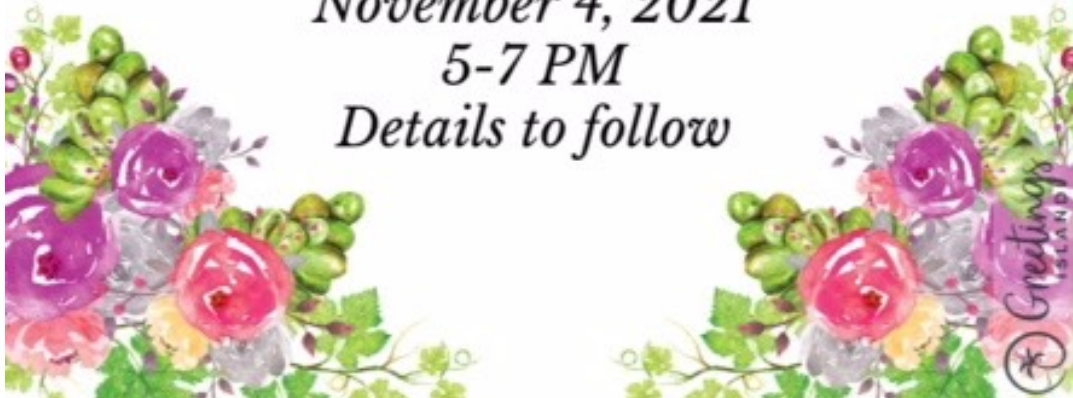 November 4, 2021
5-7 PM
Details to follow
Greetings
ISLAND